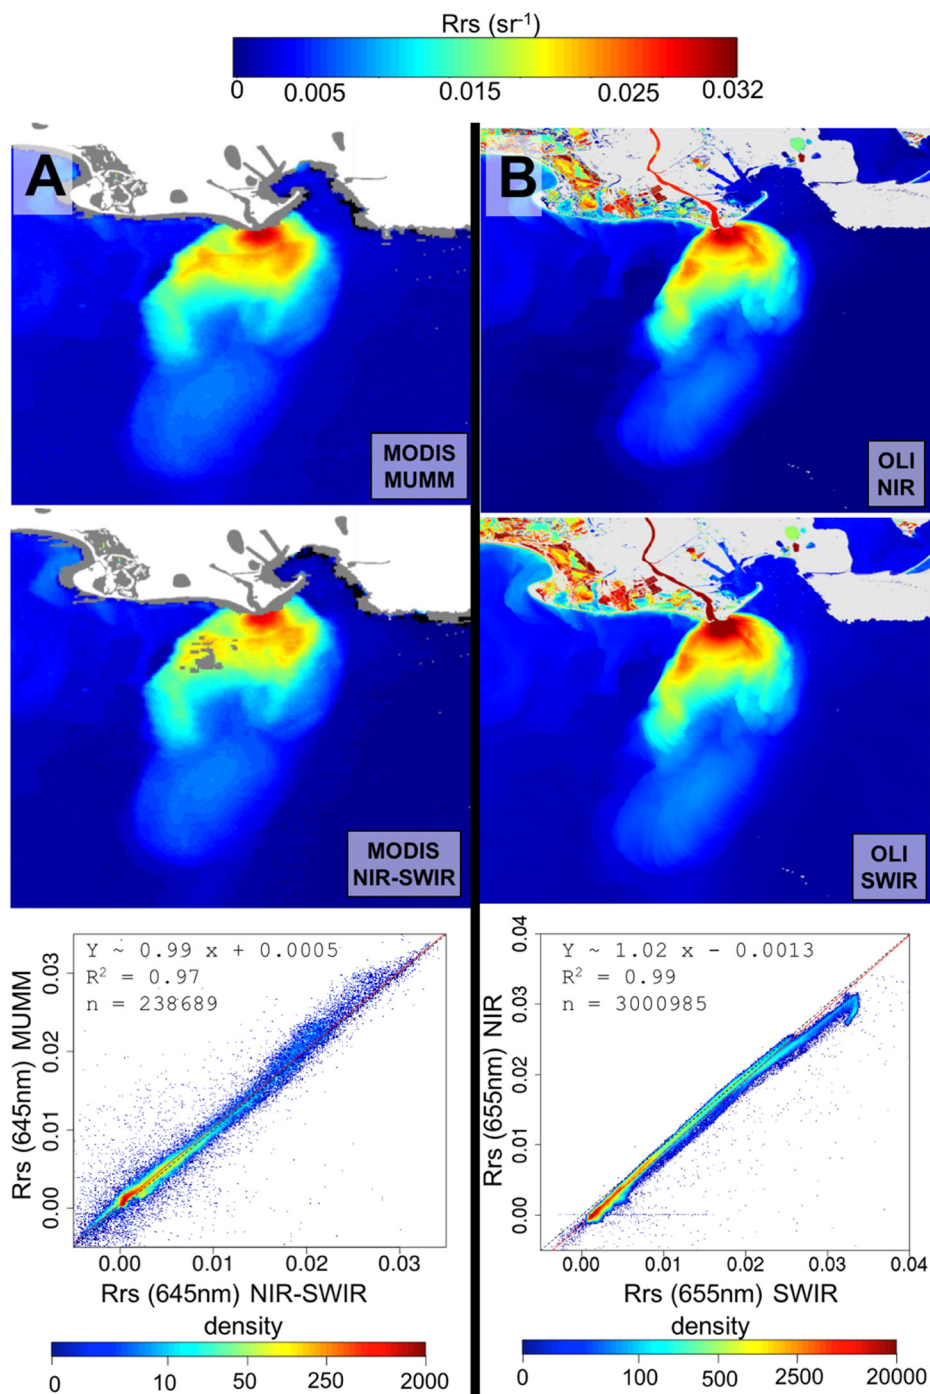 Rrs (sr⁻¹)
0 0.005 0.015 0.025 0.032
A
B
MODIS
MUMM
OLI
NIR
MODIS
NIR-SWIR
OLI
SWIR
Y ~ 0.99 x + 0.0005
R² = 0.97
n = 238689
Rrs (645nm) MUMM
0.03
0.02
0.01
0.00
0.00 0.01 0.02 0.03
Rrs (645nm) NIR-SWIR
density
0 10 50 250 2000
Y ~ 1.02 x - 0.0013
R² = 0.99
n = 3000985
Rrs (655nm) NIR
0.04
0.03
0.02
0.01
0.00
0.00 0.01 0.02 0.03 0.04
Rrs (655nm) SWIR
density
0 100 500 2500 20000